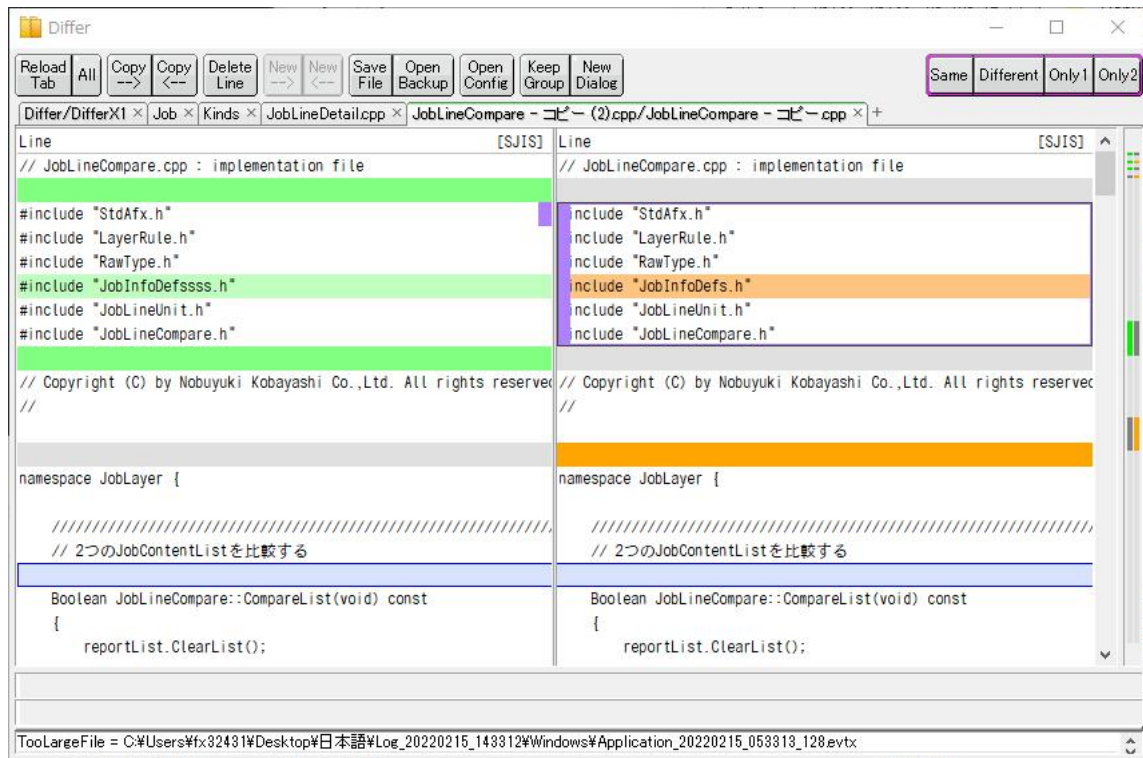 Differ
Reload Tab All Copy --> Copy <-- Delete Line New --> New <-- Save File Open Backup Open Config Keep Group New Dialog Same Different Only1 Only2
Differ/DifferX1 × Job × Kinds × JobLineDetail.cpp × JobLineCompare - コピー (2).cpp/JobLineCompare - コピー.cpp × +
Line [SJIS] Line [SJIS]
// JobLineCompare.cpp : implementation file // JobLineCompare.cpp : implementation file
#include "StdAfx.h" include "StdAfx.h"
#include "LayerRule.h" include "LayerRule.h"
#include "RawType.h" include "RawType.h"
#include "JobInfoDefssss.h" include "JobInfoDefs.h"
#include "JobLineUnit.h" include "JobLineUnit.h"
#include "JobLineCompare.h" include "JobLineCompare.h"
// Copyright (C) by Nobuyuki Kobayashi Co.,Ltd. All rights reserved // Copyright (C) by Nobuyuki Kobayashi Co.,Ltd. All rights reserved
// //
namespace JobLayer { namespace JobLayer {
////////////////////////////////////////////////////////////// //////////////////////////////////////////////////////////////
// 2つのJobContentListを比較する // 2つのJobContentListを比較する
Boolean JobLineCompare::CompareList(void) const Boolean JobLineCompare::CompareList(void) const
{ {
reportList.ClearList(); reportList.ClearList();
TooLargeFile = C:¥Users¥fx32431¥Desktop¥日本語¥Log_20220215_143312¥Windows¥Application_20220215_053313_128.evtx